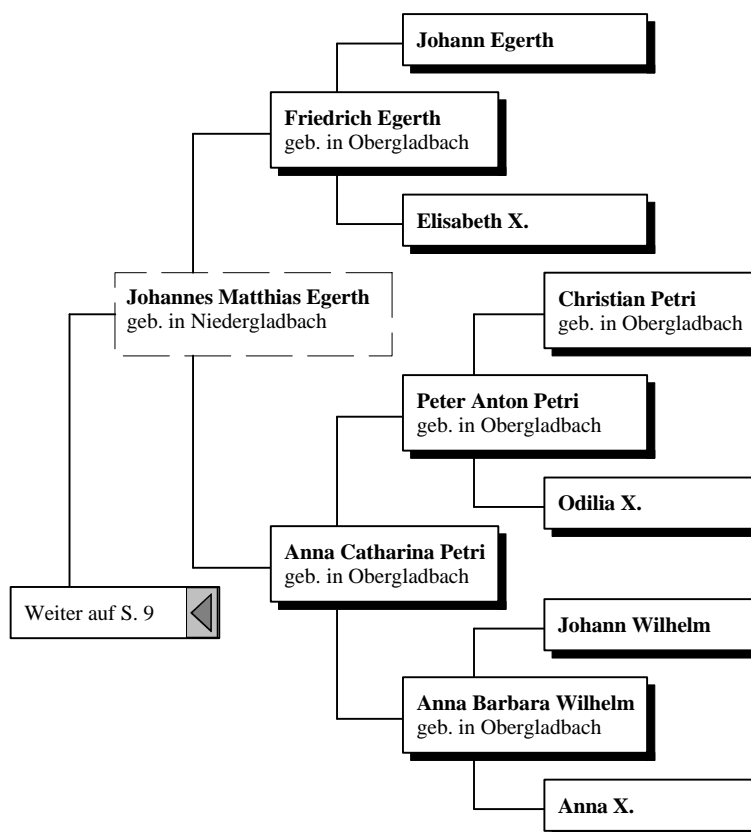 Johann Egerth
Friedrich Egerth
geb. in Obergladbach
Elisabeth X.
Johannes Matthias Egerth
geb. in Niedergladbach
Christian Petri
geb. in Obergladbach
Peter Anton Petri
geb. in Obergladbach
Odilia X.
Anna Catharina Petri
geb. in Obergladbach
Weiter auf S. 9
Johann Wilhelm
Anna Barbara Wilhelm
geb. in Obergladbach
Anna X.